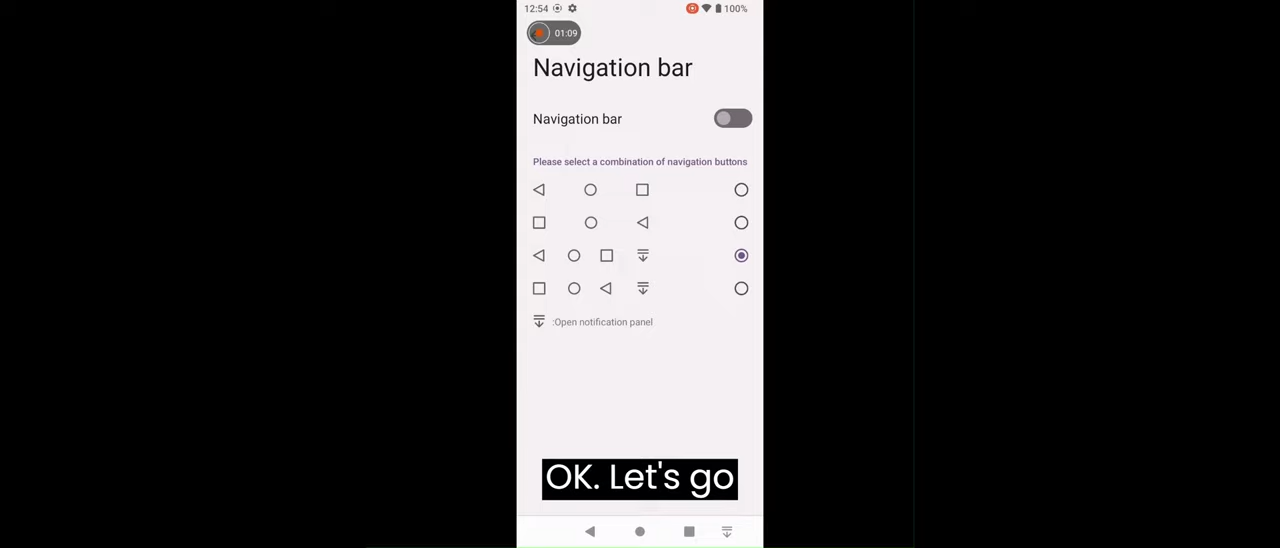 12:54
100%
01:09
Navigation bar
Navigation bar
Please select a combination of navigation buttons
:Open notification panel
OK. Let's go